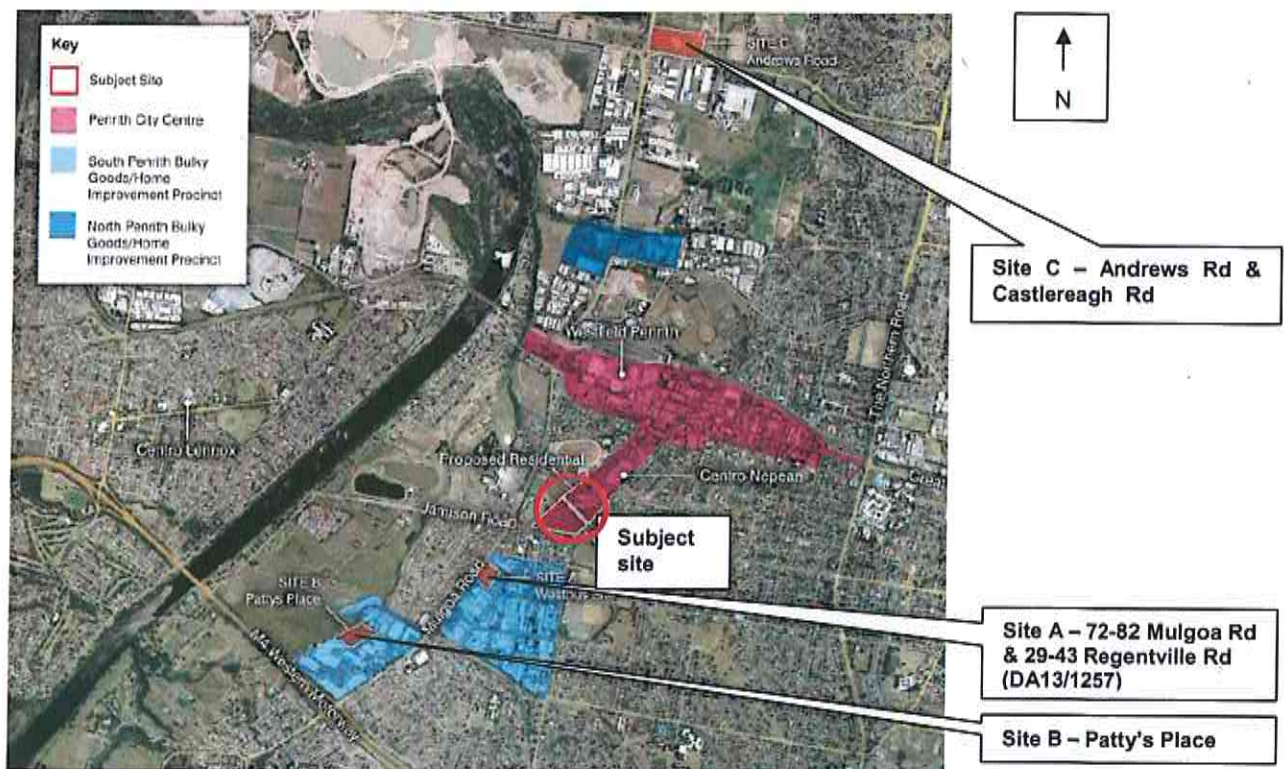 Key
Subject Site
Penrith City Centre
South Penrith Bulky
Goods/Home
Improvement Precinct
North Penrith Bulky
Goods/Home
Improvement Precinct
SITE C
Andrews Road
N
Site C – Andrews Rd &
Castlereagh Rd
Westfield Penrith
The Northern Road
Centro Lennox
Proposed Residential
Centro Nepean
Jamison Road
Subject
site
SITE B
Pattys Place
Mulgoa Road
SITE A
M4 Western Motorway
Site A – 72-82 Mulgoa Rd
& 29-43 Regentville Rd
(DA13/1257)
Site B – Patty's Place